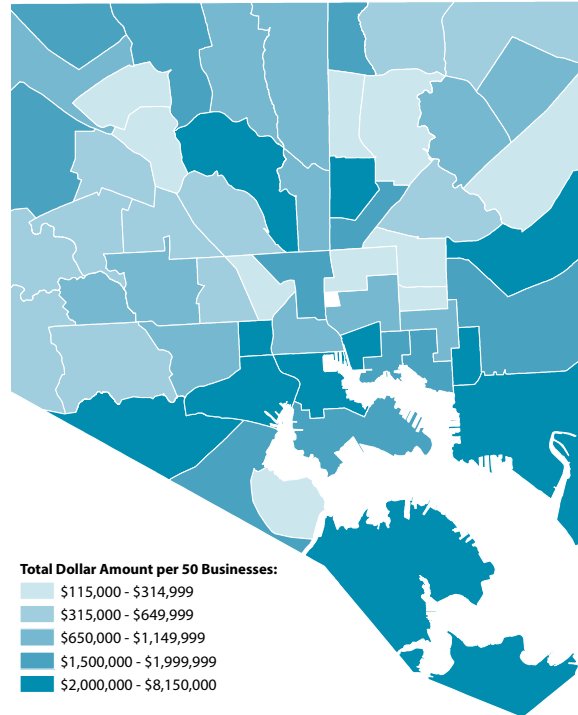 Total Dollar Amount per 50 Businesses:
$115,000 - $314,999
$315,000 - $649,999
$650,000 - $1,149,999
$1,500,000 - $1,999,999
$2,000,000 - $8,150,000